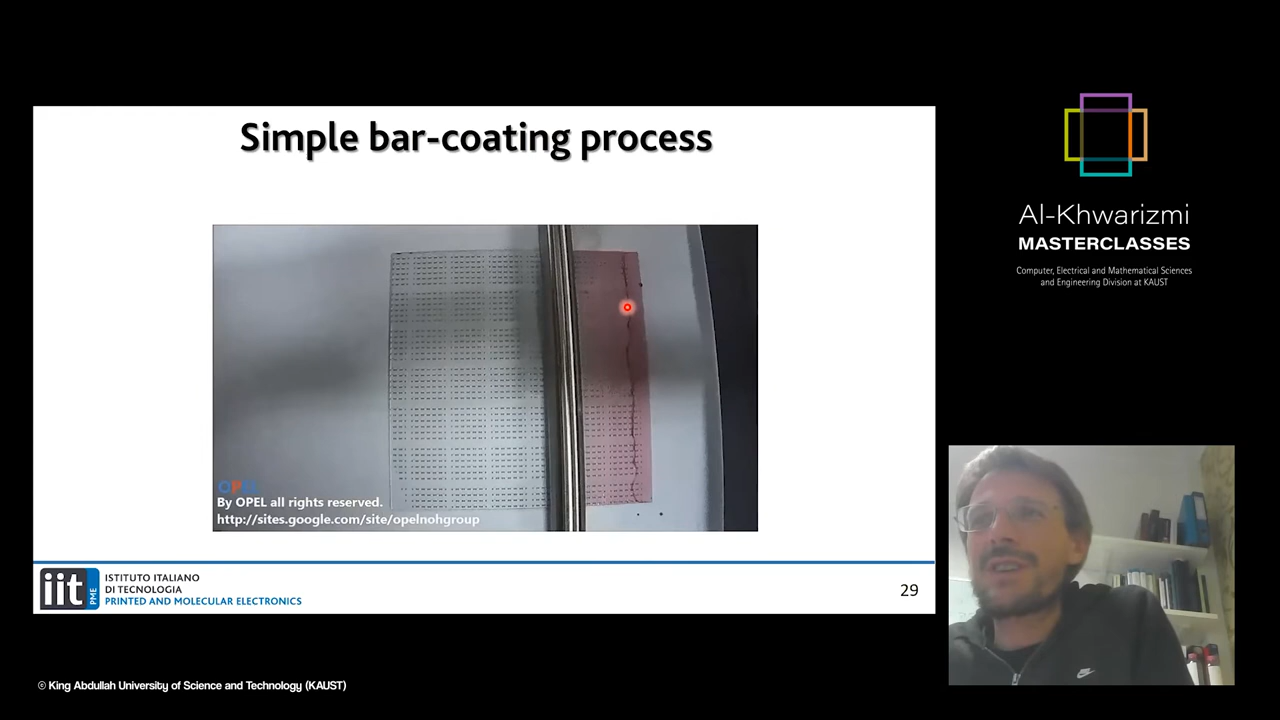 Simple bar-coating process
OPEL
By OPEL all rights reserved.
http://sites.google.com/site/opelnohgroup
iit
PME
ISTITUTO ITALIANO
DI TECNOLOGIA
PRINTED AND MOLECULAR ELECTRONICS
29
Al-Khwarizmi
MASTERCLASSES
Computer, Electrical and Mathematical Sciences
and Engineering Division at KAUST
© King Abdullah University of Science and Technology (KAUST)